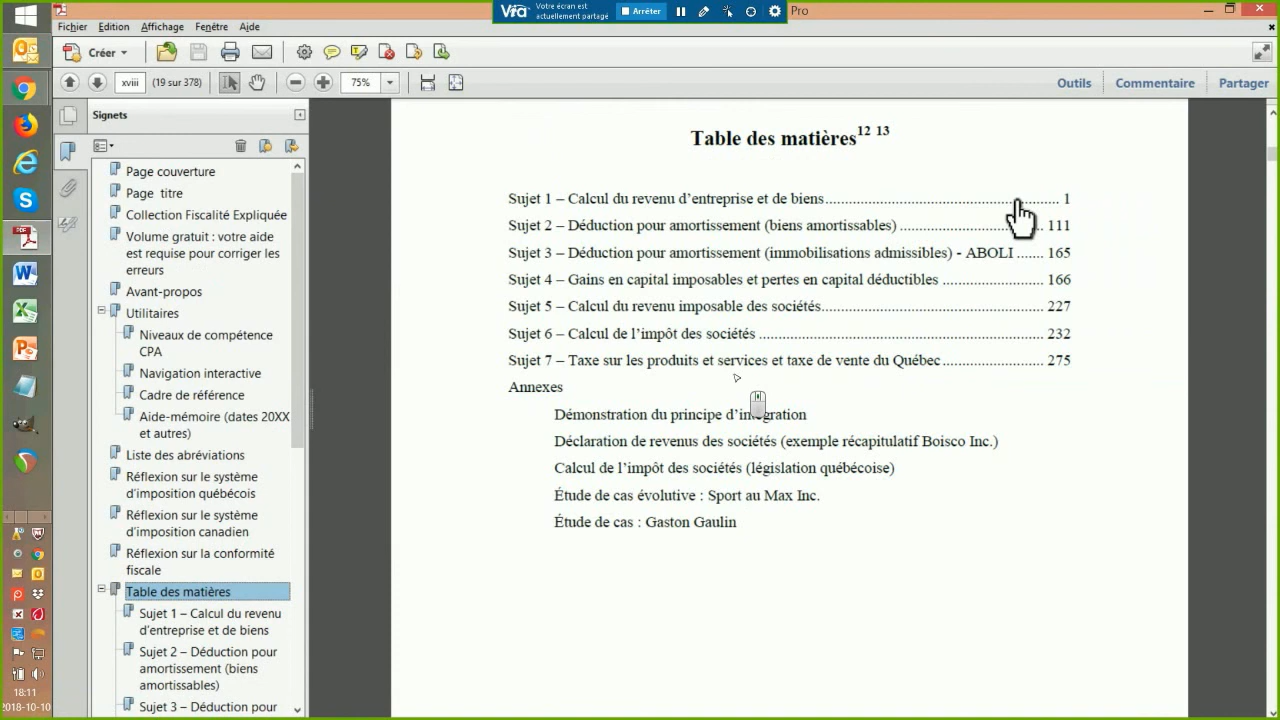 Vfa
Votre écran est
actuellement partagé
Arrêter
Pro
Fichier Edition Affichage Fenêtre Aide
Créer
xviii (19 sur 378) 75% Outils Commentaire Partager
Signets
Page couverture
Page titre
Collection Fiscalité Expliquée
Volume gratuit : votre aide
est requise pour corriger les
erreurs
Avant-propos
Utilitaires
Niveaux de compétence
CPA
Navigation interactive
Cadre de référence
Aide-mémoire (dates 20XX
et autres)
Liste des abréviations
Réflexion sur le système
d'imposition québécois
Réflexion sur le système
d'imposition canadien
Réflexion sur la conformité
fiscale
Table des matières
Sujet 1 – Calcul du revenu
d'entreprise et de biens
Sujet 2 – Déduction pour
amortissement (biens
amortissables)
Sujet 3 – Déduction pour
Table des matières12 13
Sujet 1 – Calcul du revenu d'entreprise et de biens 1
Sujet 2 – Déduction pour amortissement (biens amortissables) 111
Sujet 3 – Déduction pour amortissement (immobilisations admissibles) - ABOLI 165
Sujet 4 – Gains en capital imposables et pertes en capital déductibles 166
Sujet 5 – Calcul du revenu imposable des sociétés 227
Sujet 6 – Calcul de l'impôt des sociétés 232
Sujet 7 – Taxe sur les produits et services et taxe de vente du Québec 275
Annexes
Démonstration du principe d'intégration
Déclaration de revenus des sociétés (exemple récapitulatif Boisco Inc.)
Calcul de l'impôt des sociétés (législation québécoise)
Étude de cas évolutive : Sport au Max Inc.
Étude de cas : Gaston Gaulin
18:11
2018-10-10